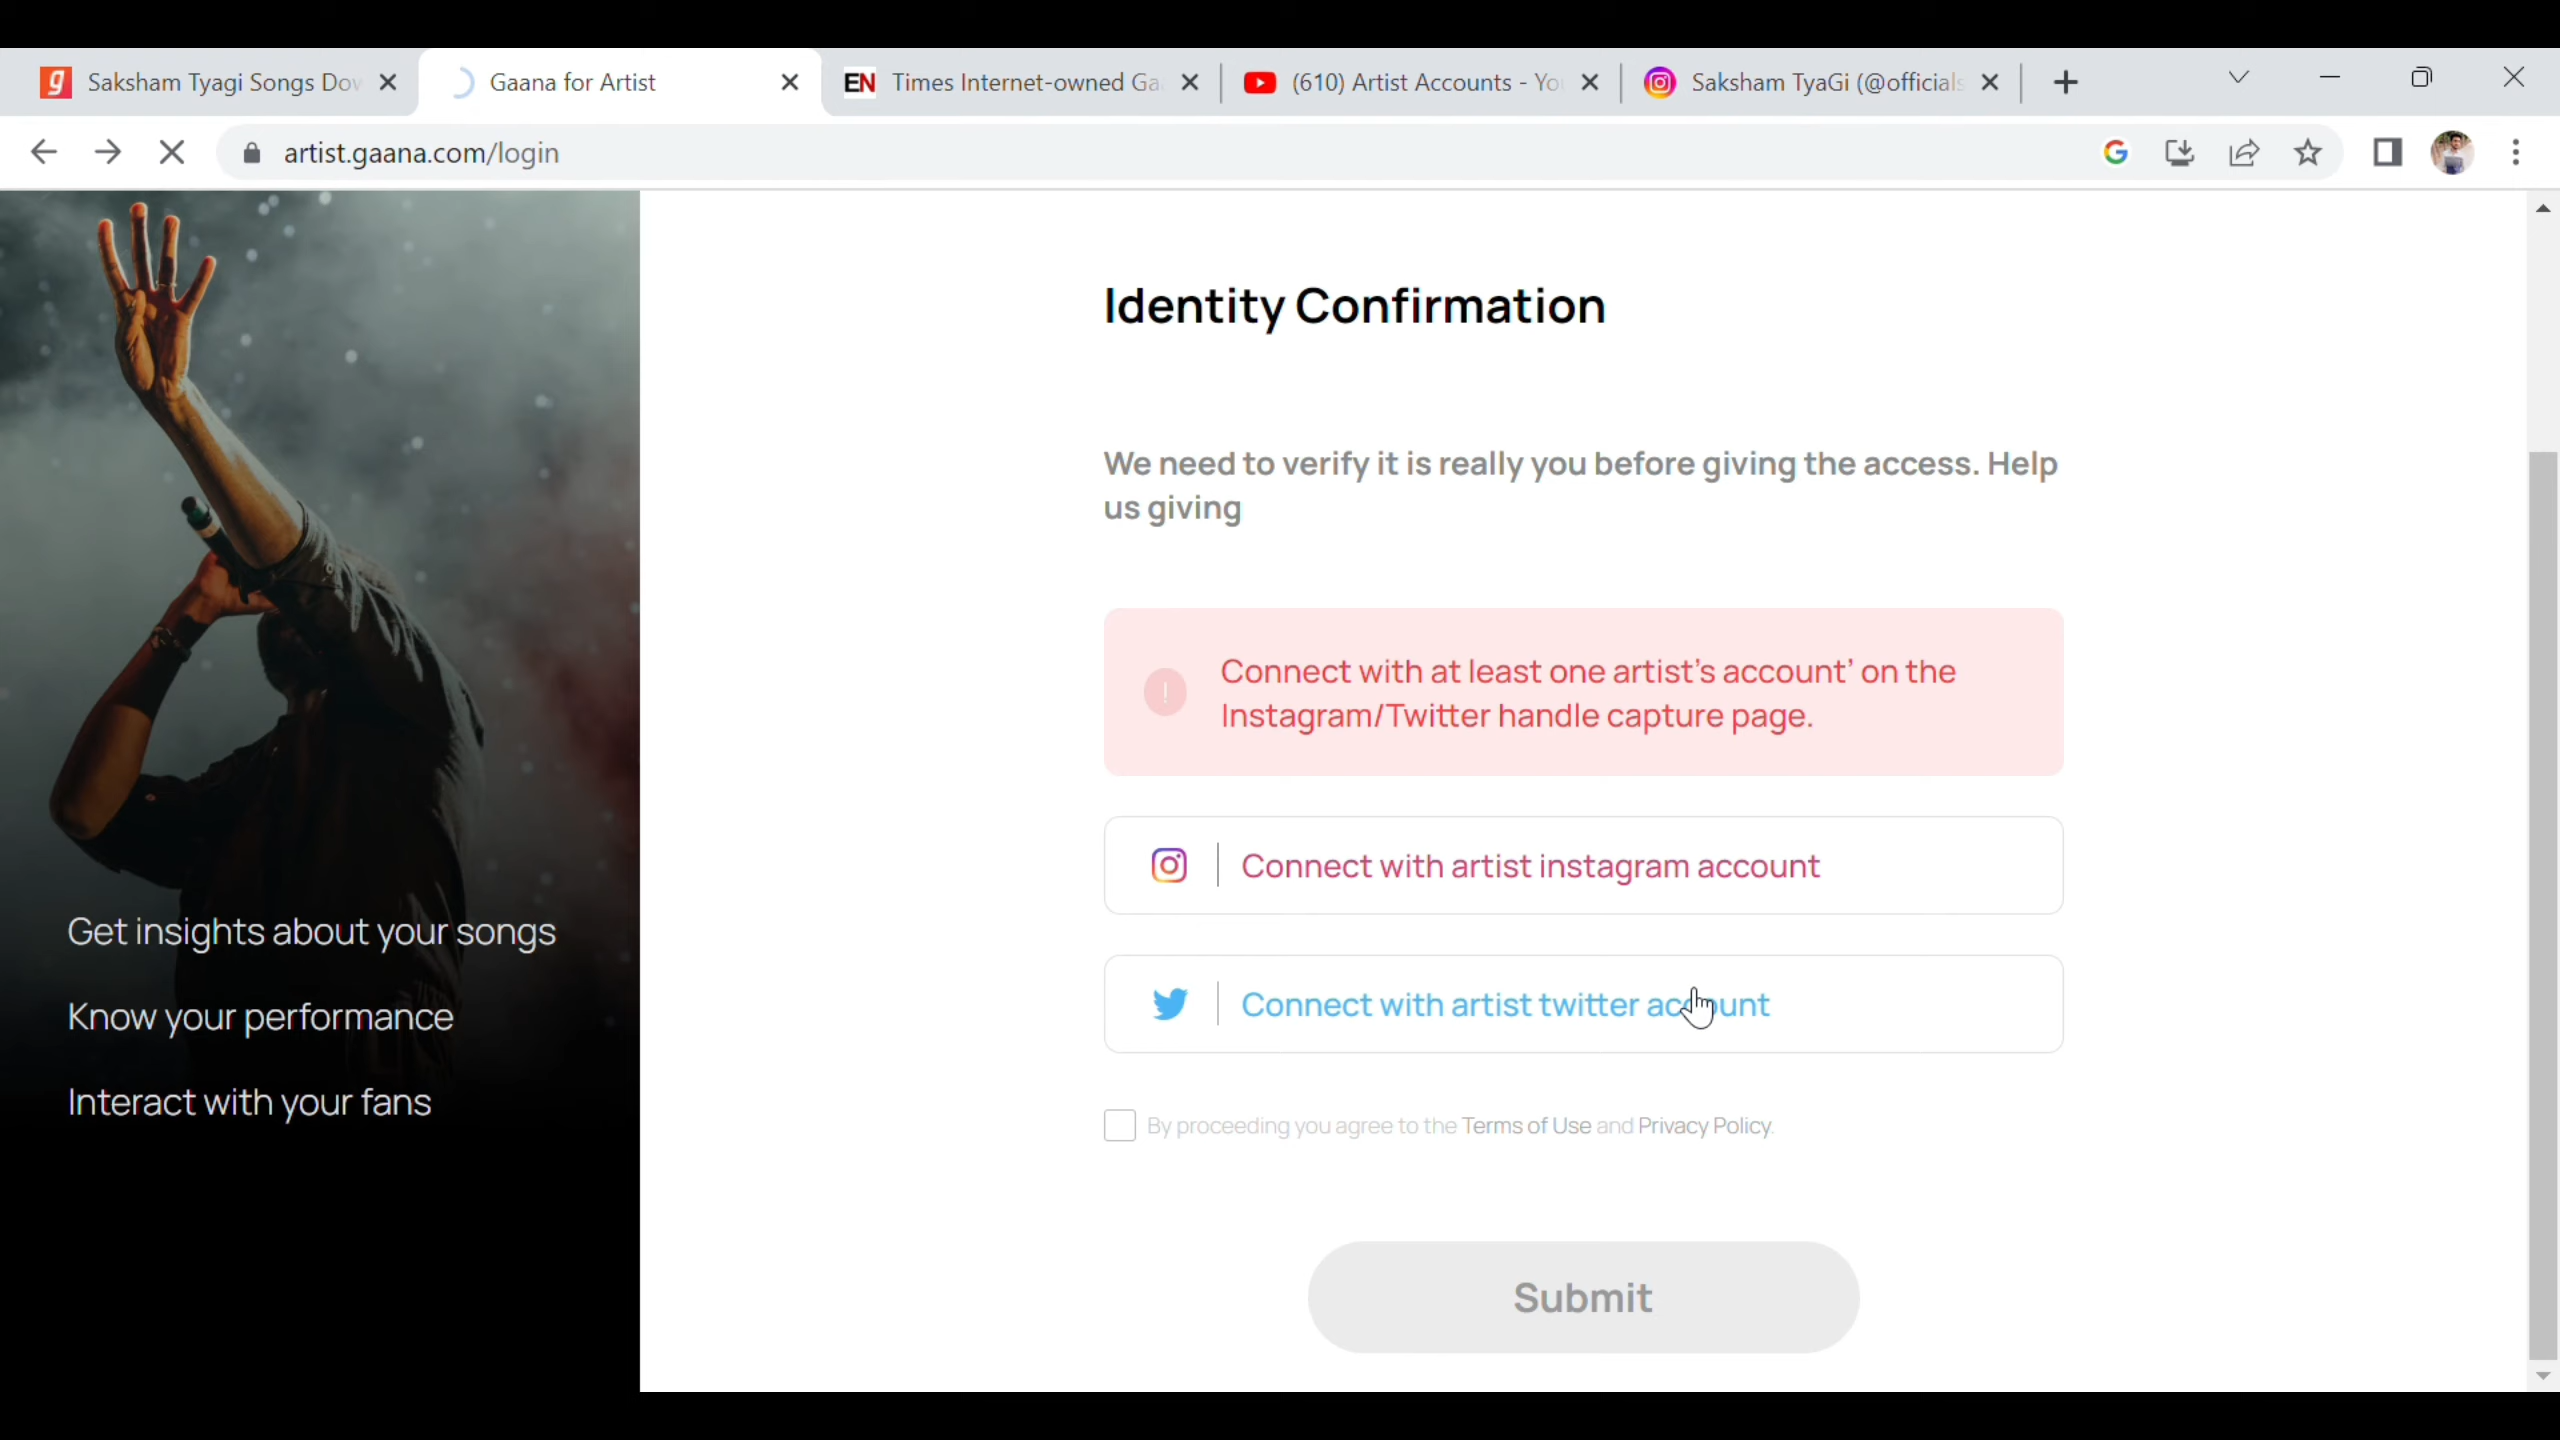 Saksham Tyagi Songs Dow
Gaana for Artist
EN Times Internet-owned Ga
(610) Artist Accounts - Yo
Saksham TyaGi (@officials
artist.gaana.com/login
Identity Confirmation
We need to verify it is really you before giving the access. Help
us giving
Connect with at least one artist's account’ on the
Instagram/Twitter handle capture page.
Connect with artist instagram account
Connect with artist twitter account
By proceeding you agree to the Terms of Use and Privacy Policy.
Submit
Get insights about your songs
Know your performance
Interact with your fans